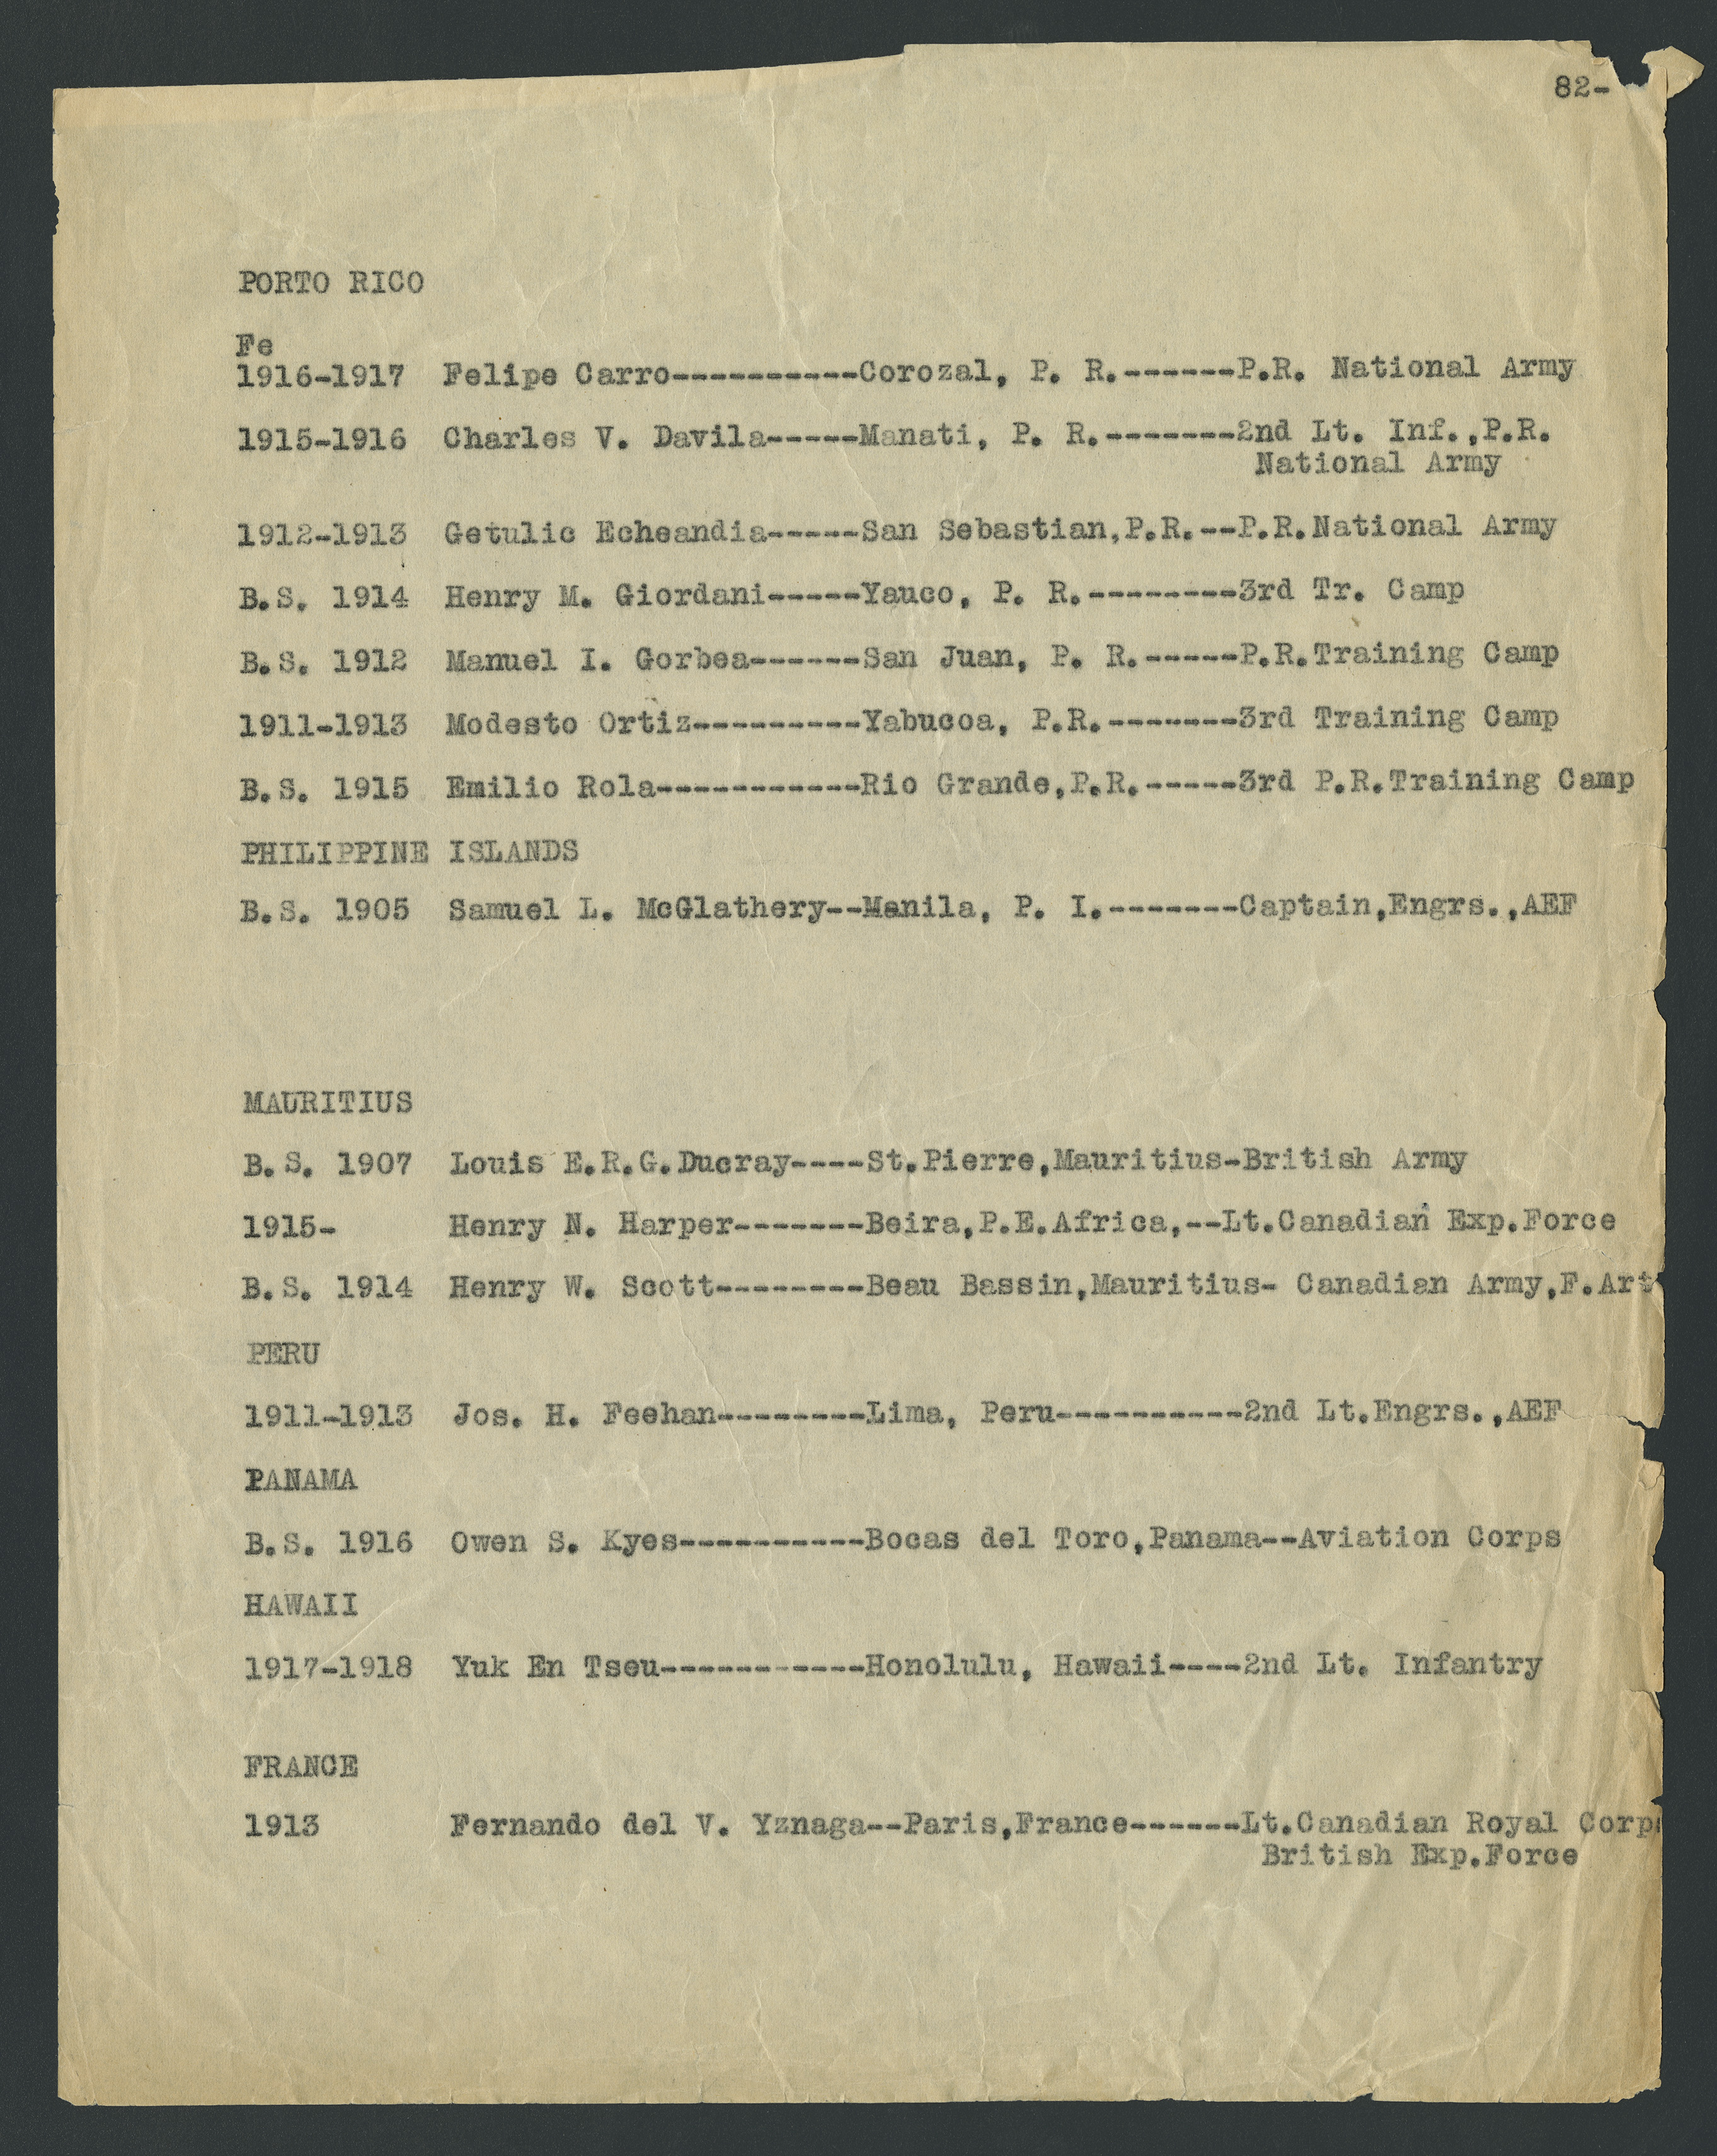 82-
PORTO RICO
Fe
1916-1917 Felipe Carro----------Corozal, P. R.------P.R. National Army
1915-1916 Charles V. Davila-----Manati, P. R.-------2nd Lt. Inf.,P.R.
National Army
1912-1913 Getulic Echeandia-----San Sebastian,P.R.--P.R.National Army
B.S. 1914 Henry M. Giordani-----Yauco, P. R.--------3rd Tr. Camp
B.S. 1912 Manuel I. Gorbea------San Juan, P. R.-----P.R.Training Camp
1911-1913 Modesto Ortiz---------Yabucoa, P.R.-------3rd Training Camp
B.S. 1915 Emilio Rola-----------Rio Grande,P.R.-----3rd P.R.Training Camp
PHILIPPINE ISLANDS
B.S. 1905 Samuel L. McGlathery--Manila, P. I.-------Captain,Engrs.,AEF
MAURITIUS
B.S. 1907 Louis E.R.G.Ducray----St.Pierre,Mauritius-British Army
1915- Henry N. Harper-------Beira,P.E.Africa,--Lt.Canadian Exp.Force
B.S. 1914 Henry W. Scott--------Beau Bassin,Mauritius- Canadian Army,F.Art
PERU
1911-1913 Jos. H. Feehan--------Lima, Peru----------2nd Lt.Engrs.,AEF
PANAMA
B.S. 1916 Owen S. Kyes----------Bocas del Toro,Panama--Aviation Corps
HAWAII
1917-1918 Yuk En Tseu-----------Honolulu, Hawaii----2nd Lt. Infantry
FRANCE
1913 Fernando del V. Yznaga--Paris,France------Lt.Canadian Royal Corps
British Exp.Force